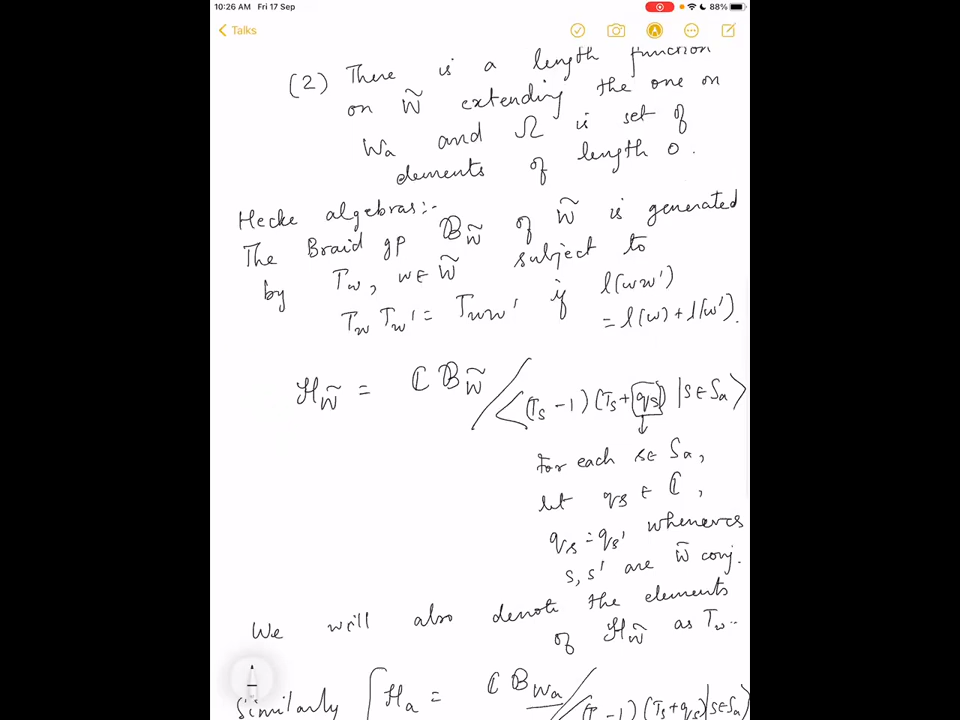 10:26 AM Fri 17 Sep
88%
Talks
(2) There is a length function
on W̃ extending the one on
Wa and Ω is set of
elements of length 0.
Hecke algebras:-
The Braid gp 𝔹_W̃ of W̃ is generated
by T_w, w ∈ W̃ subject to
T_w T_w' = T_ww' if l(ww')
= l(w) + l(w').
ℋ_W̃ = ℂ 𝔹_W̃ / <(T_s - 1)(T_s + q_s) | s ∈ S_a>
↓
For each s ∈ S_a,
let q_s ∈ ℂ,
q_s = q_s' whenever
s, s' are W̃ conj.
We will also denote the elements
of ℋ_W̃ as T_w..
Similarly ℋ_a = ℂ 𝔹_Wa / (T_s - 1)(T_s + q_s) | s ∈ S_a>